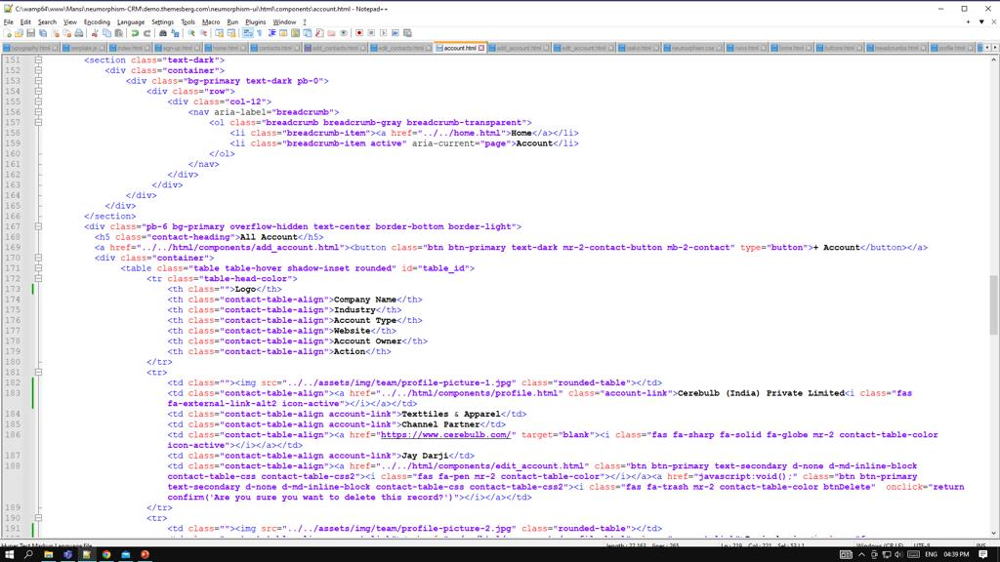 C:\wamp64\www\Mansi\neumorphism-CRM\demo.themesberg.com\neumorphism-ui\html\components\account.html - Notepad++
File Edit Search View Encoding Language Settings Tools Macro Run Plugins Window ?
typography.html template.js index.html sign-up.html home.html contacts.html add_contacts.html edit_contacts.html account.html add_account.html edit_account.html neumorphism.css forms.html buttons.html breadcrumbs.html profile.html
151 <section class="text-dark">
152 <div class="container">
153 <div class="bg-primary text-dark pb-0">
154 <div class="row">
155 <div class="col-12">
156 <nav aria-label="breadcrumb">
157 <ol class="breadcrumb breadcrumb-gray breadcrumb-transparent">
158 <li class="breadcrumb-item"><a href="../../home.html">Home</a></li>
159 <li class="breadcrumb-item active" aria-current="page">Account</li>
160 </ol>
161 </nav>
162 </div>
163 </div>
164 </div>
165 </div>
166 </section>
167 <div class="pb-6 bg-primary overflow-hidden text-center border-bottom border-light">
168 <h5 class="contact-heading">All Account</h5>
169 <a href="../../html/components/add_account.html"><button class="btn btn-primary text-dark mr-2-contact-button mb-2-contact" type="button">+ Account</button></a>
170 <div class="container">
171 <table class="table table-hover shadow-inset rounded" id="table_id">
172 <tr class="table-head-color">
173 <th class="">Logo</th>
174 <th class="contact-table-align">Company Name</th>
175 <th class="contact-table-align">Industry</th>
176 <th class="contact-table-align">Account Type</th>
177 <th class="contact-table-align">Website</th>
178 <th class="contact-table-align">Account Owner</th>
179 <th class="contact-table-align">Action</th>
180 </tr>
181 <tr>
182 <td class=""><img src="../../assets/img/team/profile-picture-1.jpg" class="rounded-table"></td>
183 <td class="contact-table-align"><a href="../../html/components/profile.html" class="account-link">Cerebulb (India) Private Limited<i class="fas
fa-external-link-alt2 icon-active"></i></a></td>
184 <td class="contact-table-align account-link">Texttiles & Apparel</td>
185 <td class="contact-table-align account-link">Channel Partner</td>
186 <td class="contact-table-align"><a href="https://www.cerebulb.com/" target="blank"><i class="fas fa-sharp fa-solid fa-globe mr-2 contact-table-color
icon-active"></i></a></td>
187 <td class="contact-table-align account-link">Jay Darji</td>
188 <td class="contact-table-align"><a href="../../html/components/edit_account.html" class="btn btn-primary text-secondary d-none d-md-inline-block
contact-table-css contact-table-css2"><i class="fas fa-pen mr-2 contact-table-color"></i></a><a href="javascript:void();" class="btn btn-primary
text-secondary d-none d-md-inline-block contact-table-css contact-table-css2"><i class="fas fa-trash mr-2 contact-table-color btnDelete" onclick="return
confirm('Are you sure you want to delete this record?')"></i></a></td>
189 </tr>
190 <tr>
191 <td class=""><img src="../../assets/img/team/profile-picture-2.jpg" class="rounded-table"></td>
ENG 04:39 PM